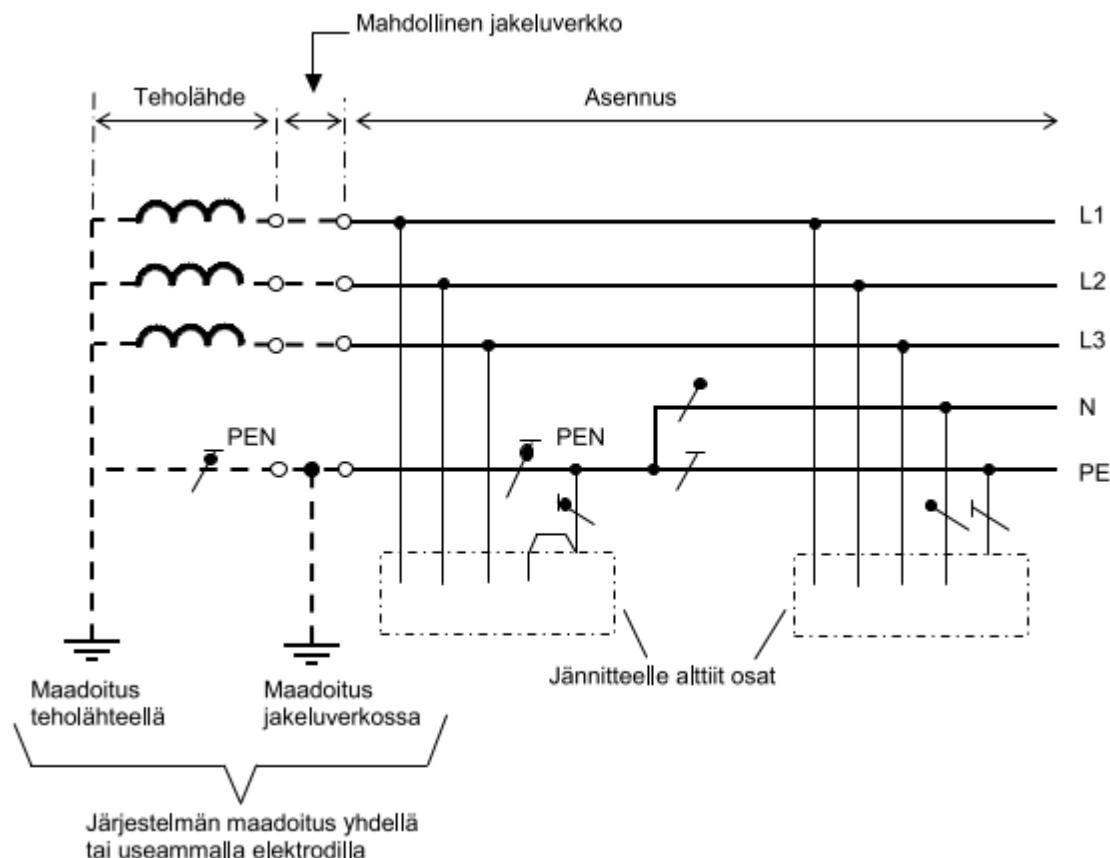 Mahdollinen jakeluverkko
Teholähde
Asennus
L1
L2
L3
N
PEN
PEN
PE
Jännitteelle alttiit osat
Maadoitus
teholähteellä
Maadoitus
jakeluverkossa
Järjestelmän maadoitus yhdellä
tai useammalla elektrodilla